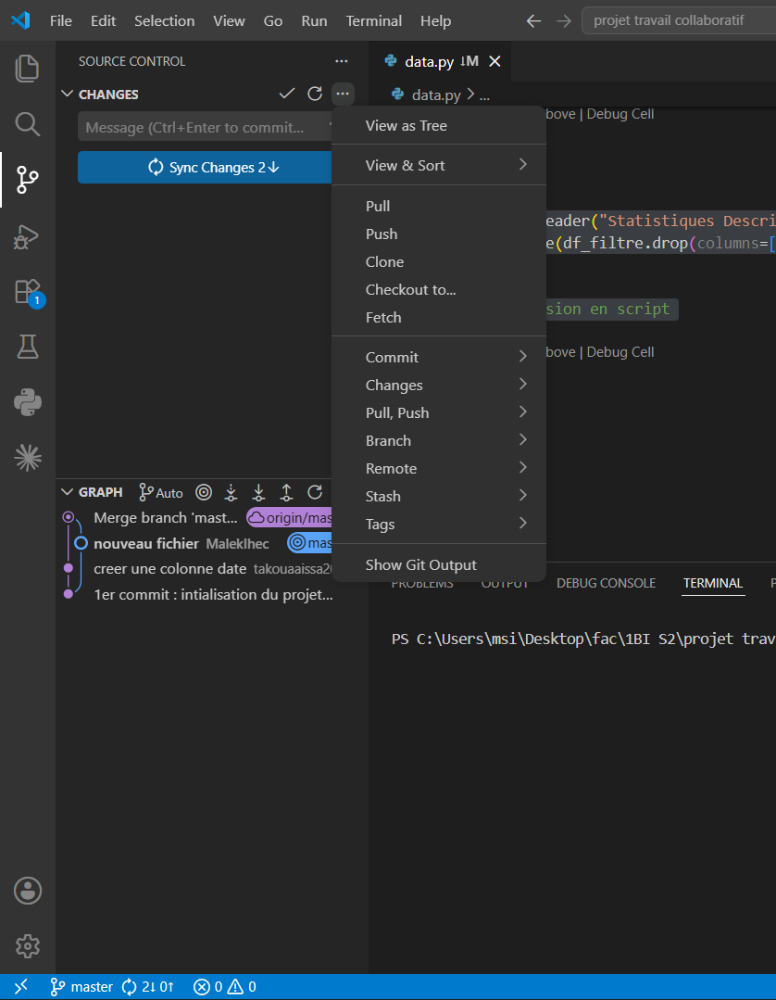 File Edit Selection View Go Run Terminal Help
projet travail collaboratif
SOURCE CONTROL
CHANGES
Message (Ctrl+Enter to commit...
Sync Changes 2↓
1
GRAPH
Auto
Merge branch 'mast... origin/mas
nouveau fichier Maleklhec mas
creer une colonne date takouaaissa20
1er commit : intialisation du projet...
data.py ↓M
data.py > ...
View as Tree
View & Sort
Pull
Push
Clone
Checkout to...
Fetch
Commit
Changes
Pull, Push
Branch
Remote
Stash
Tags
Show Git Output
bove | Debug Cell
eader("Statistiques Descri
e(df_filtre.drop(columns=[
sion en script
bove | Debug Cell
PROBLEMS OUTPUT DEBUG CONSOLE TERMINAL P
PS C:\Users\msi\Desktop\fac\1BI S2\projet trav
master 2↓ 0↑ 0 0